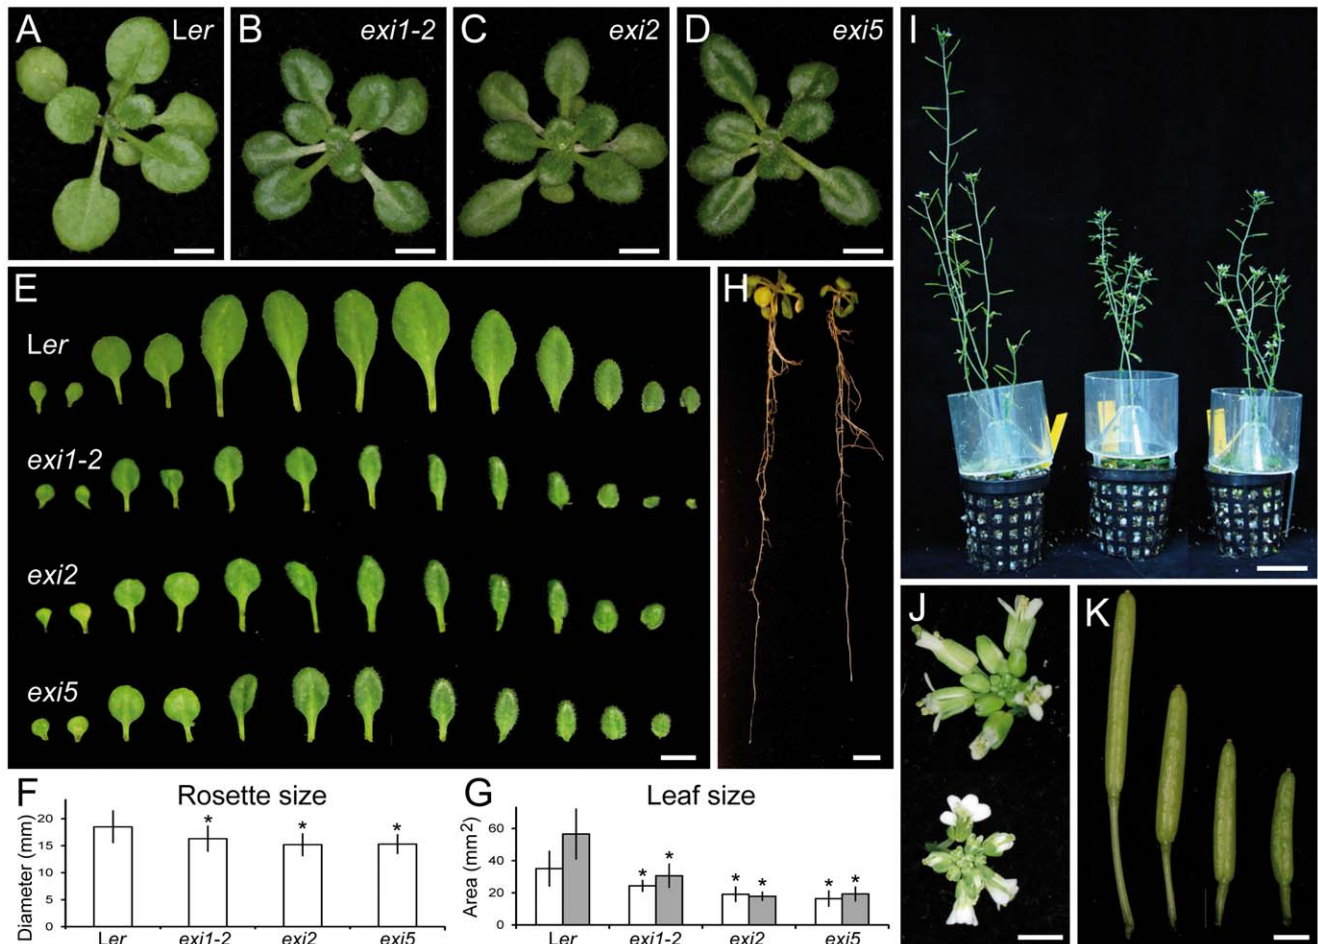 A Ler
B exi1-2
C exi2
D exi5
I
E
Ler
exi1-2
exi2
exi5
H
J
K
F Rosette size
Diameter (mm)
20
15
10
5
0
* * *
Ler exi1-2 exi2 exi5
G Leaf size
Area (mm²)
60
40
20
0
* * * * * *
Ler exi1-2 exi2 exi5